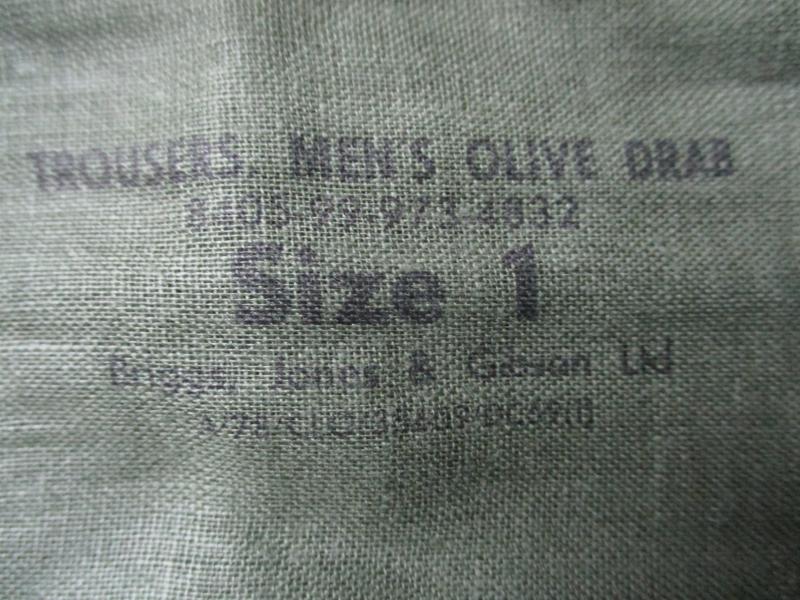 TROUSERS, MEN'S OLIVE DRAB
8405-99-973-4832
Size 1
Briggs, Jones & Gibson Ltd